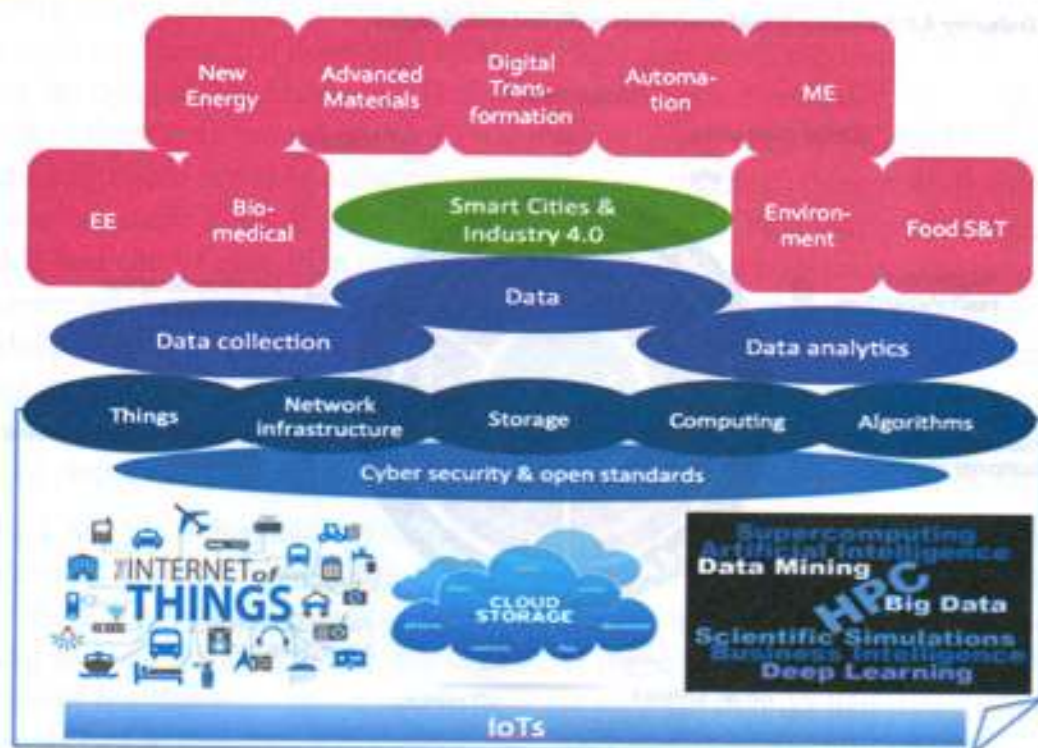 New
Energy
Advanced
Materials
Digital
Trans-
formation
Automa-
tion
ME
EE
Bio-
medical
Smart Cities &
Industry 4.0
Environ-
ment
Food S&T
Data
Data collection
Data analytics
Things
Network
infrastructure
Storage
Computing
Algorithms
Cyber security & open standards
THE INTERNET of
THINGS
CLOUD
STORAGE
Supercomputing
Artificial Intelligence
Data Mining
HPC
Big Data
Scientific Simulations
Business Intelligence
Deep Learning
IoTs